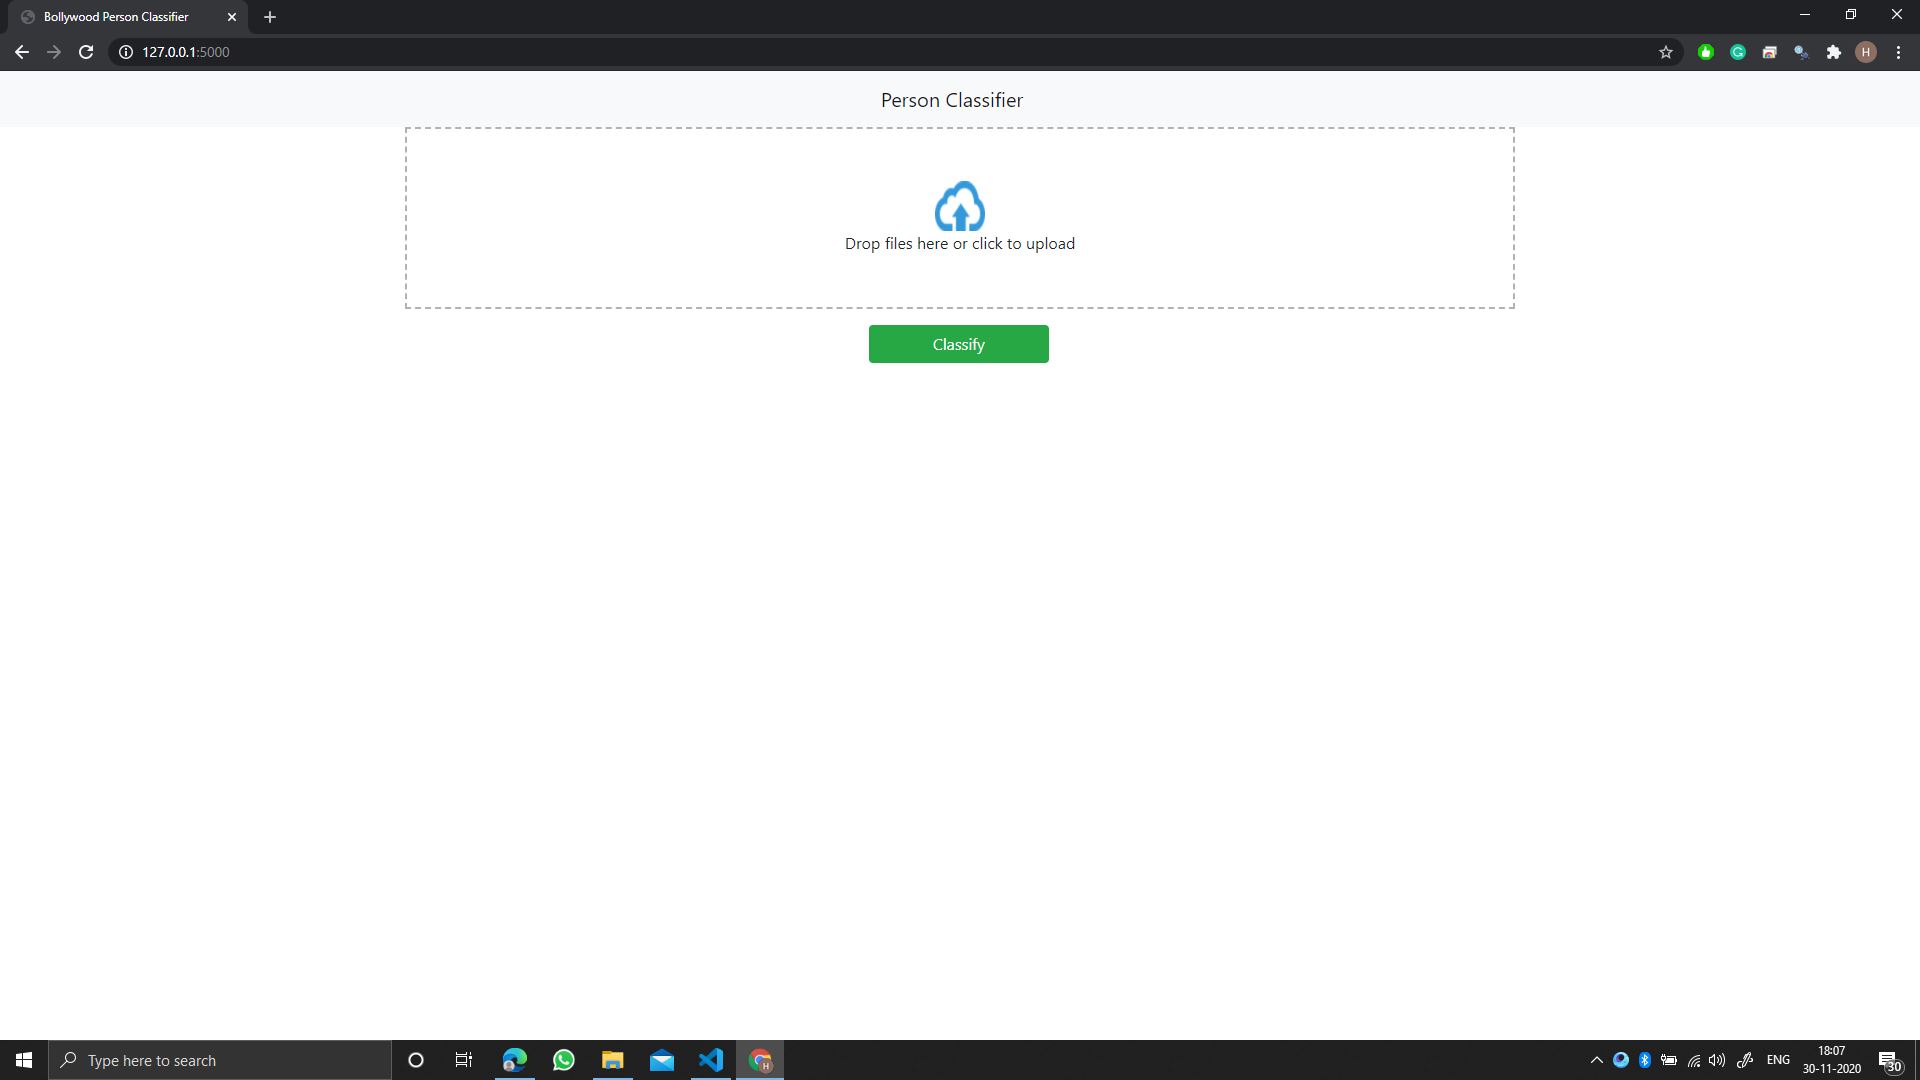 Bollywood Person Classifier
127.0.0.1:5000
H
Person Classifier
Drop files here or click to upload
Classify
Type here to search
H
ENG
18:07
30-11-2020
30